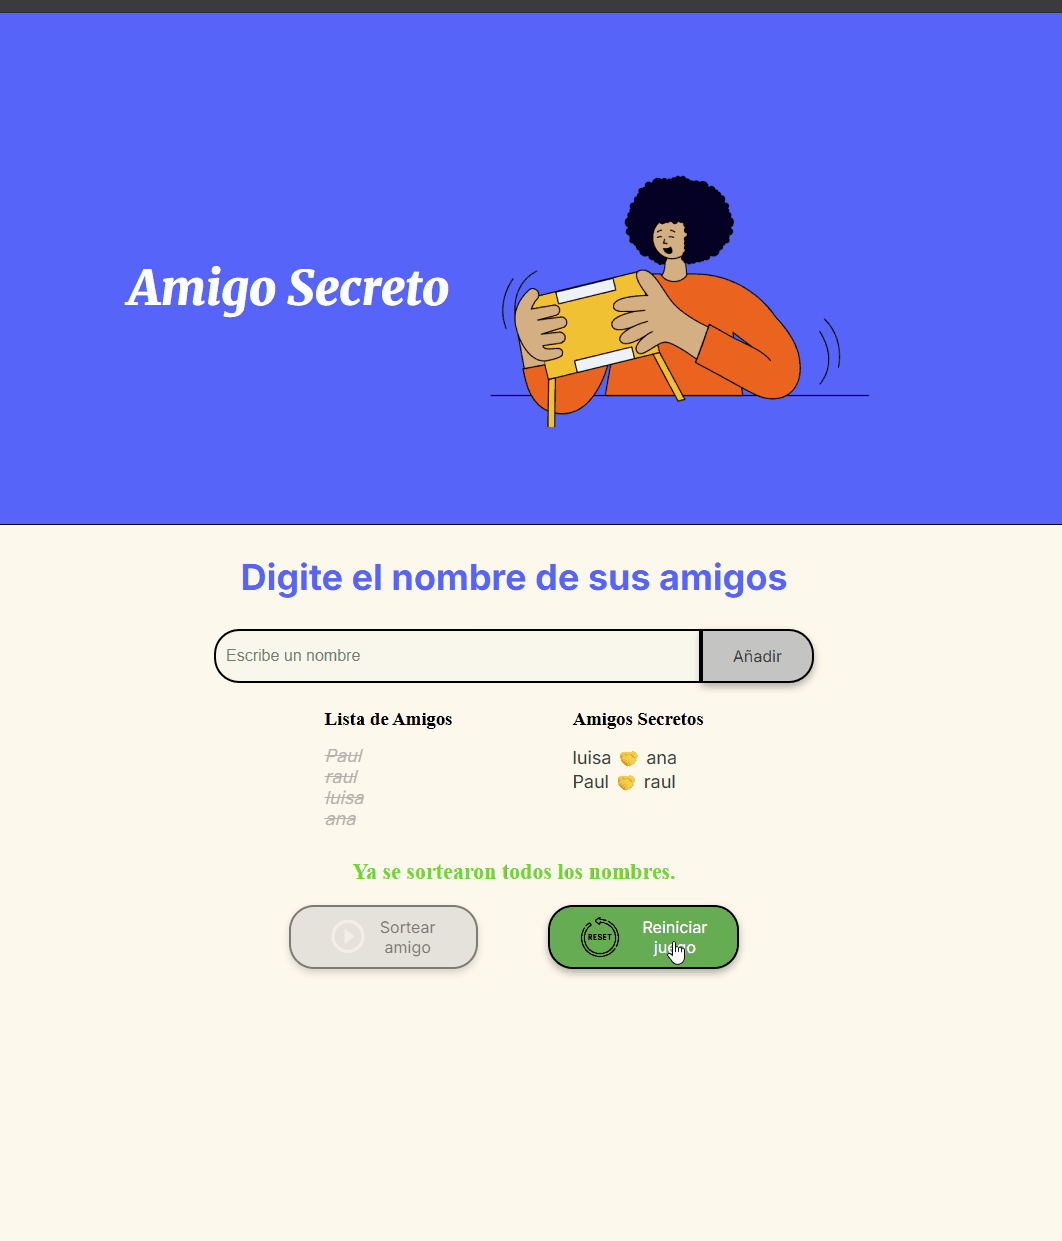 Amigo Secreto
Digite el nombre de sus amigos
Escribe un nombre
Añadir
Lista de Amigos
Paul
raul
luisa
ana
Amigos Secretos
luisa 🤝 ana
Paul 🤝 raul
Ya se sortearon todos los nombres.
Sortear
amigo
RESET
Reiniciar
juego